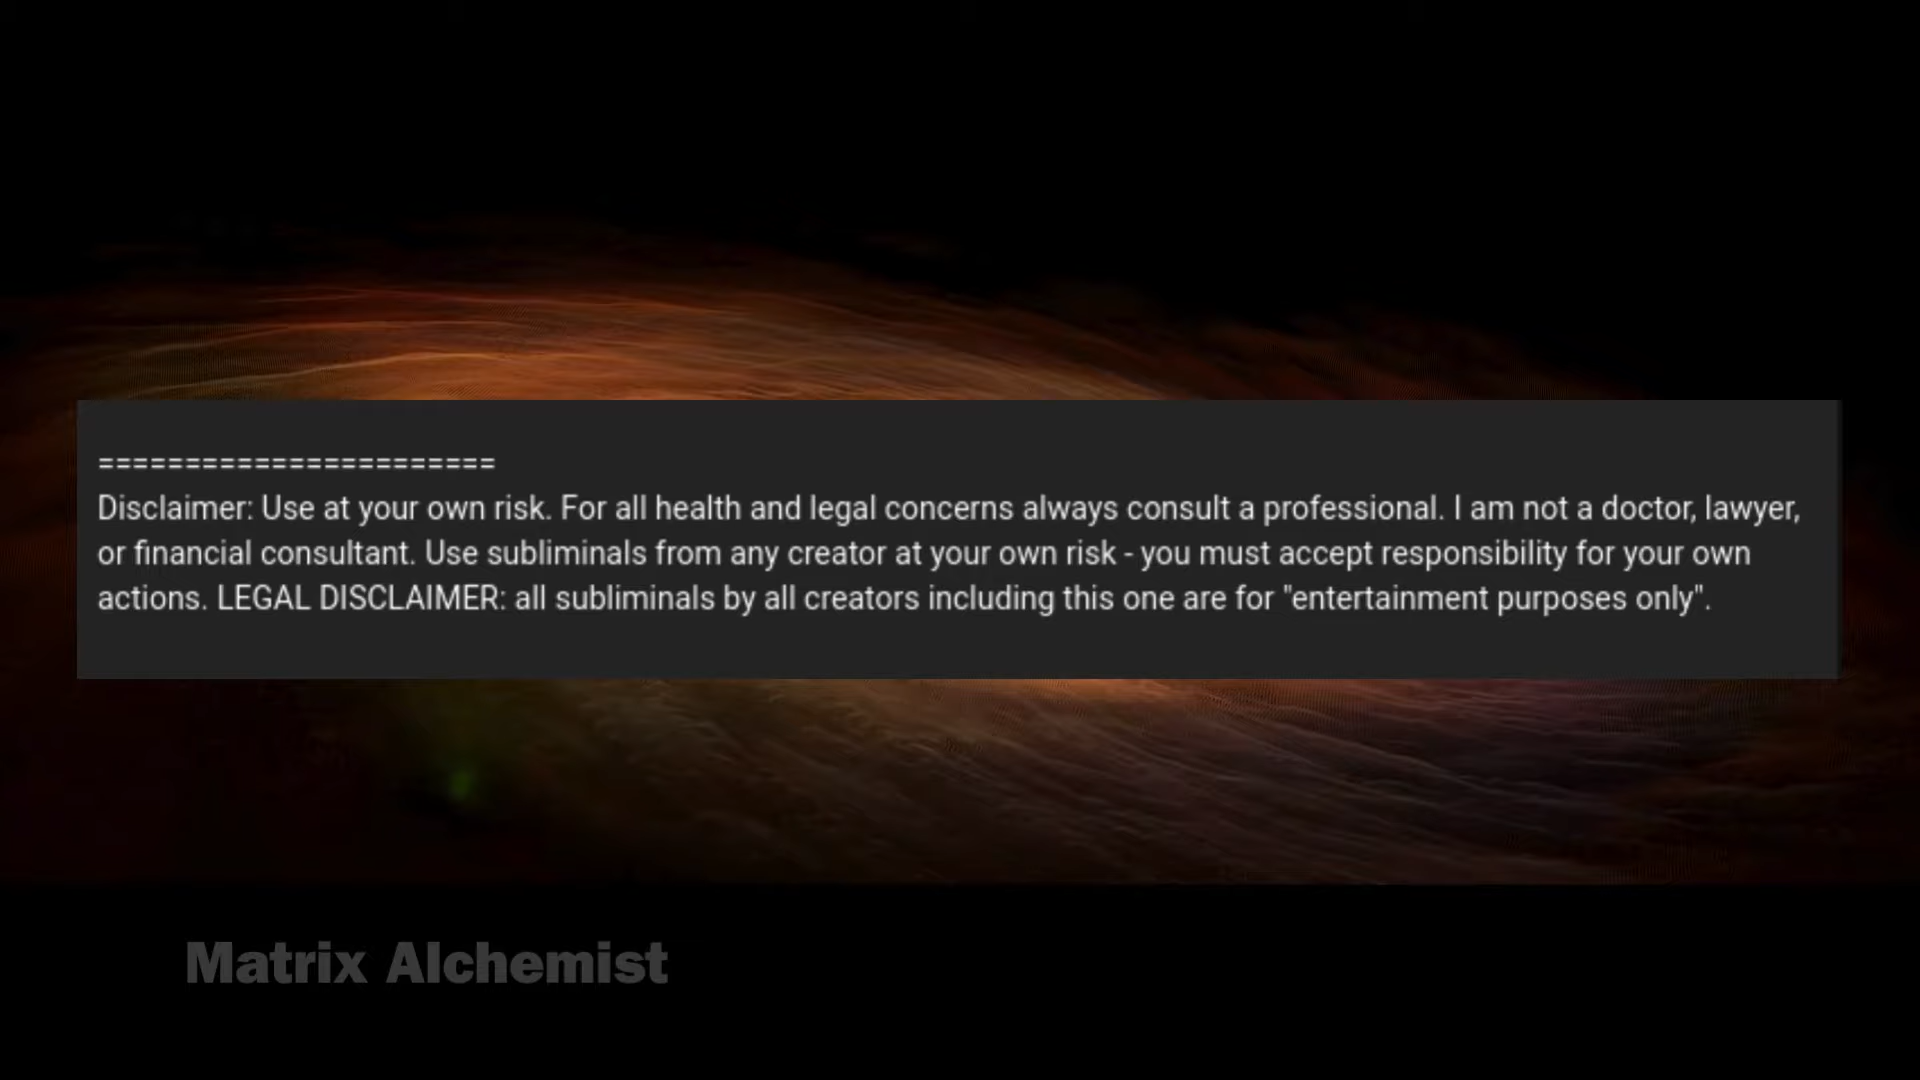 =======================
Disclaimer: Use at your own risk. For all health and legal concerns always consult a professional. I am not a doctor, lawyer,
or financial consultant. Use subliminals from any creator at your own risk - you must accept responsibility for your own
actions. LEGAL DISCLAIMER: all subliminals by all creators including this one are for "entertainment purposes only".
Matrix Alchemist